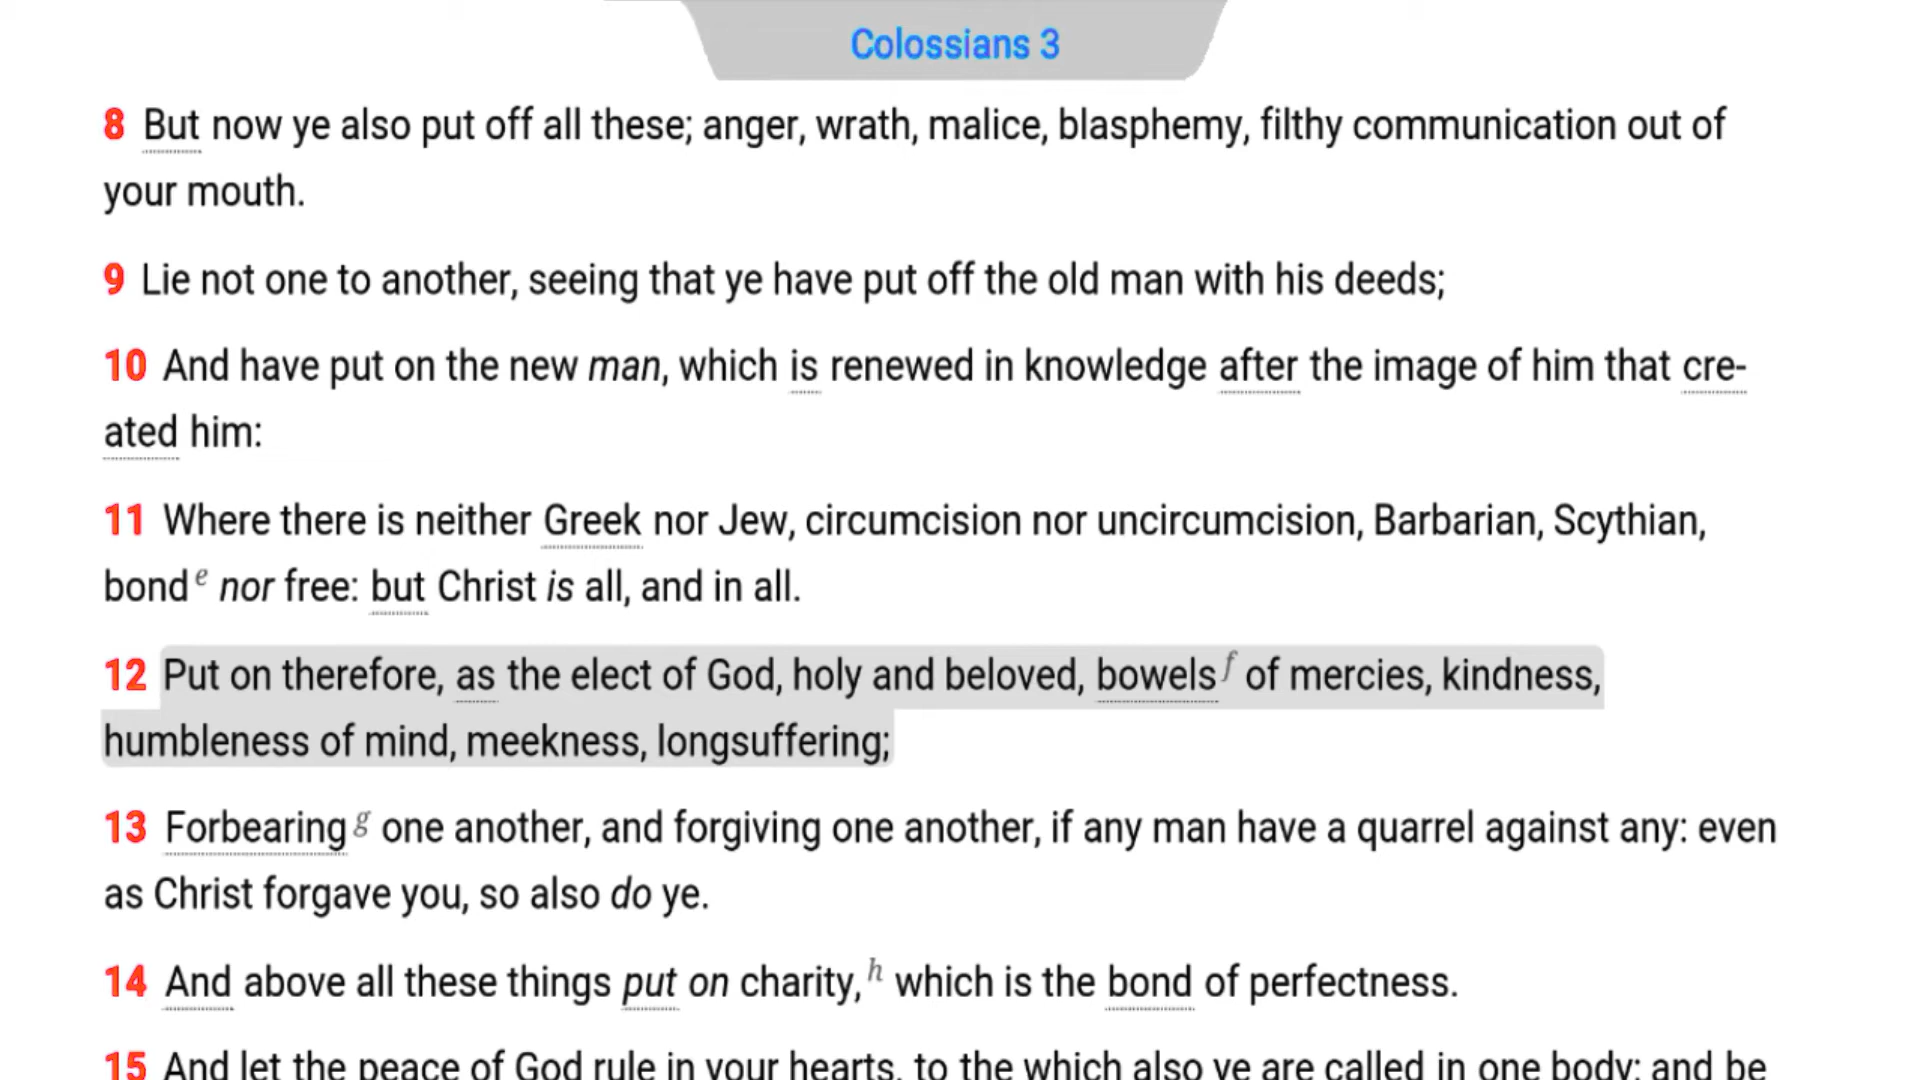 Colossians 3
8 But now ye also put off all these; anger, wrath, malice, blasphemy, filthy communication out of
your mouth.
9 Lie not one to another, seeing that ye have put off the old man with his deeds;
10 And have put on the new man, which is renewed in knowledge after the image of him that cre-
ated him:
11 Where there is neither Greek nor Jew, circumcision nor uncircumcision, Barbarian, Scythian,
bond e nor free: but Christ is all, and in all.
12 Put on therefore, as the elect of God, holy and beloved, bowels f of mercies, kindness,
humbleness of mind, meekness, longsuffering;
13 Forbearing g one another, and forgiving one another, if any man have a quarrel against any: even
as Christ forgave you, so also do ye.
14 And above all these things put on charity, h which is the bond of perfectness.
15 And let the peace of God rule in your hearts, to the which also ye are called in one body; and be